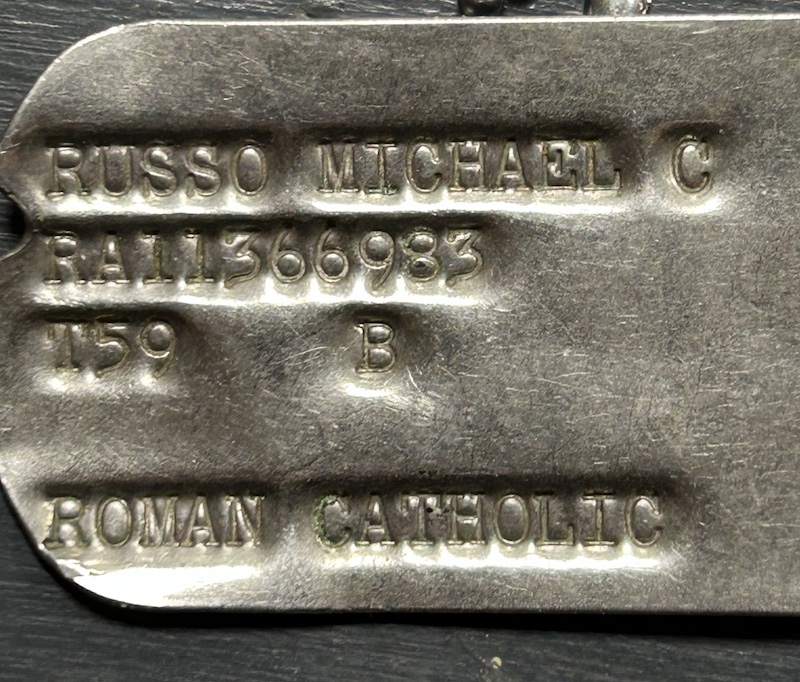 RUSSO MICHAEL C
RA11366983
T59 B
ROMAN CATHOLIC